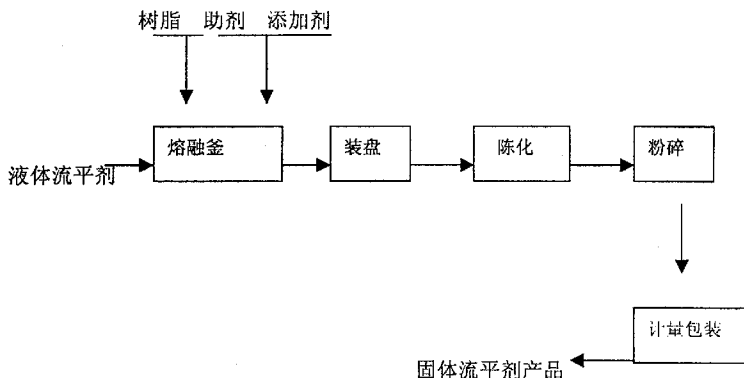 树脂 助剂 添加剂
熔融釜 装盘 陈化 粉碎
液体流平剂
计量包装
固体流平剂产品